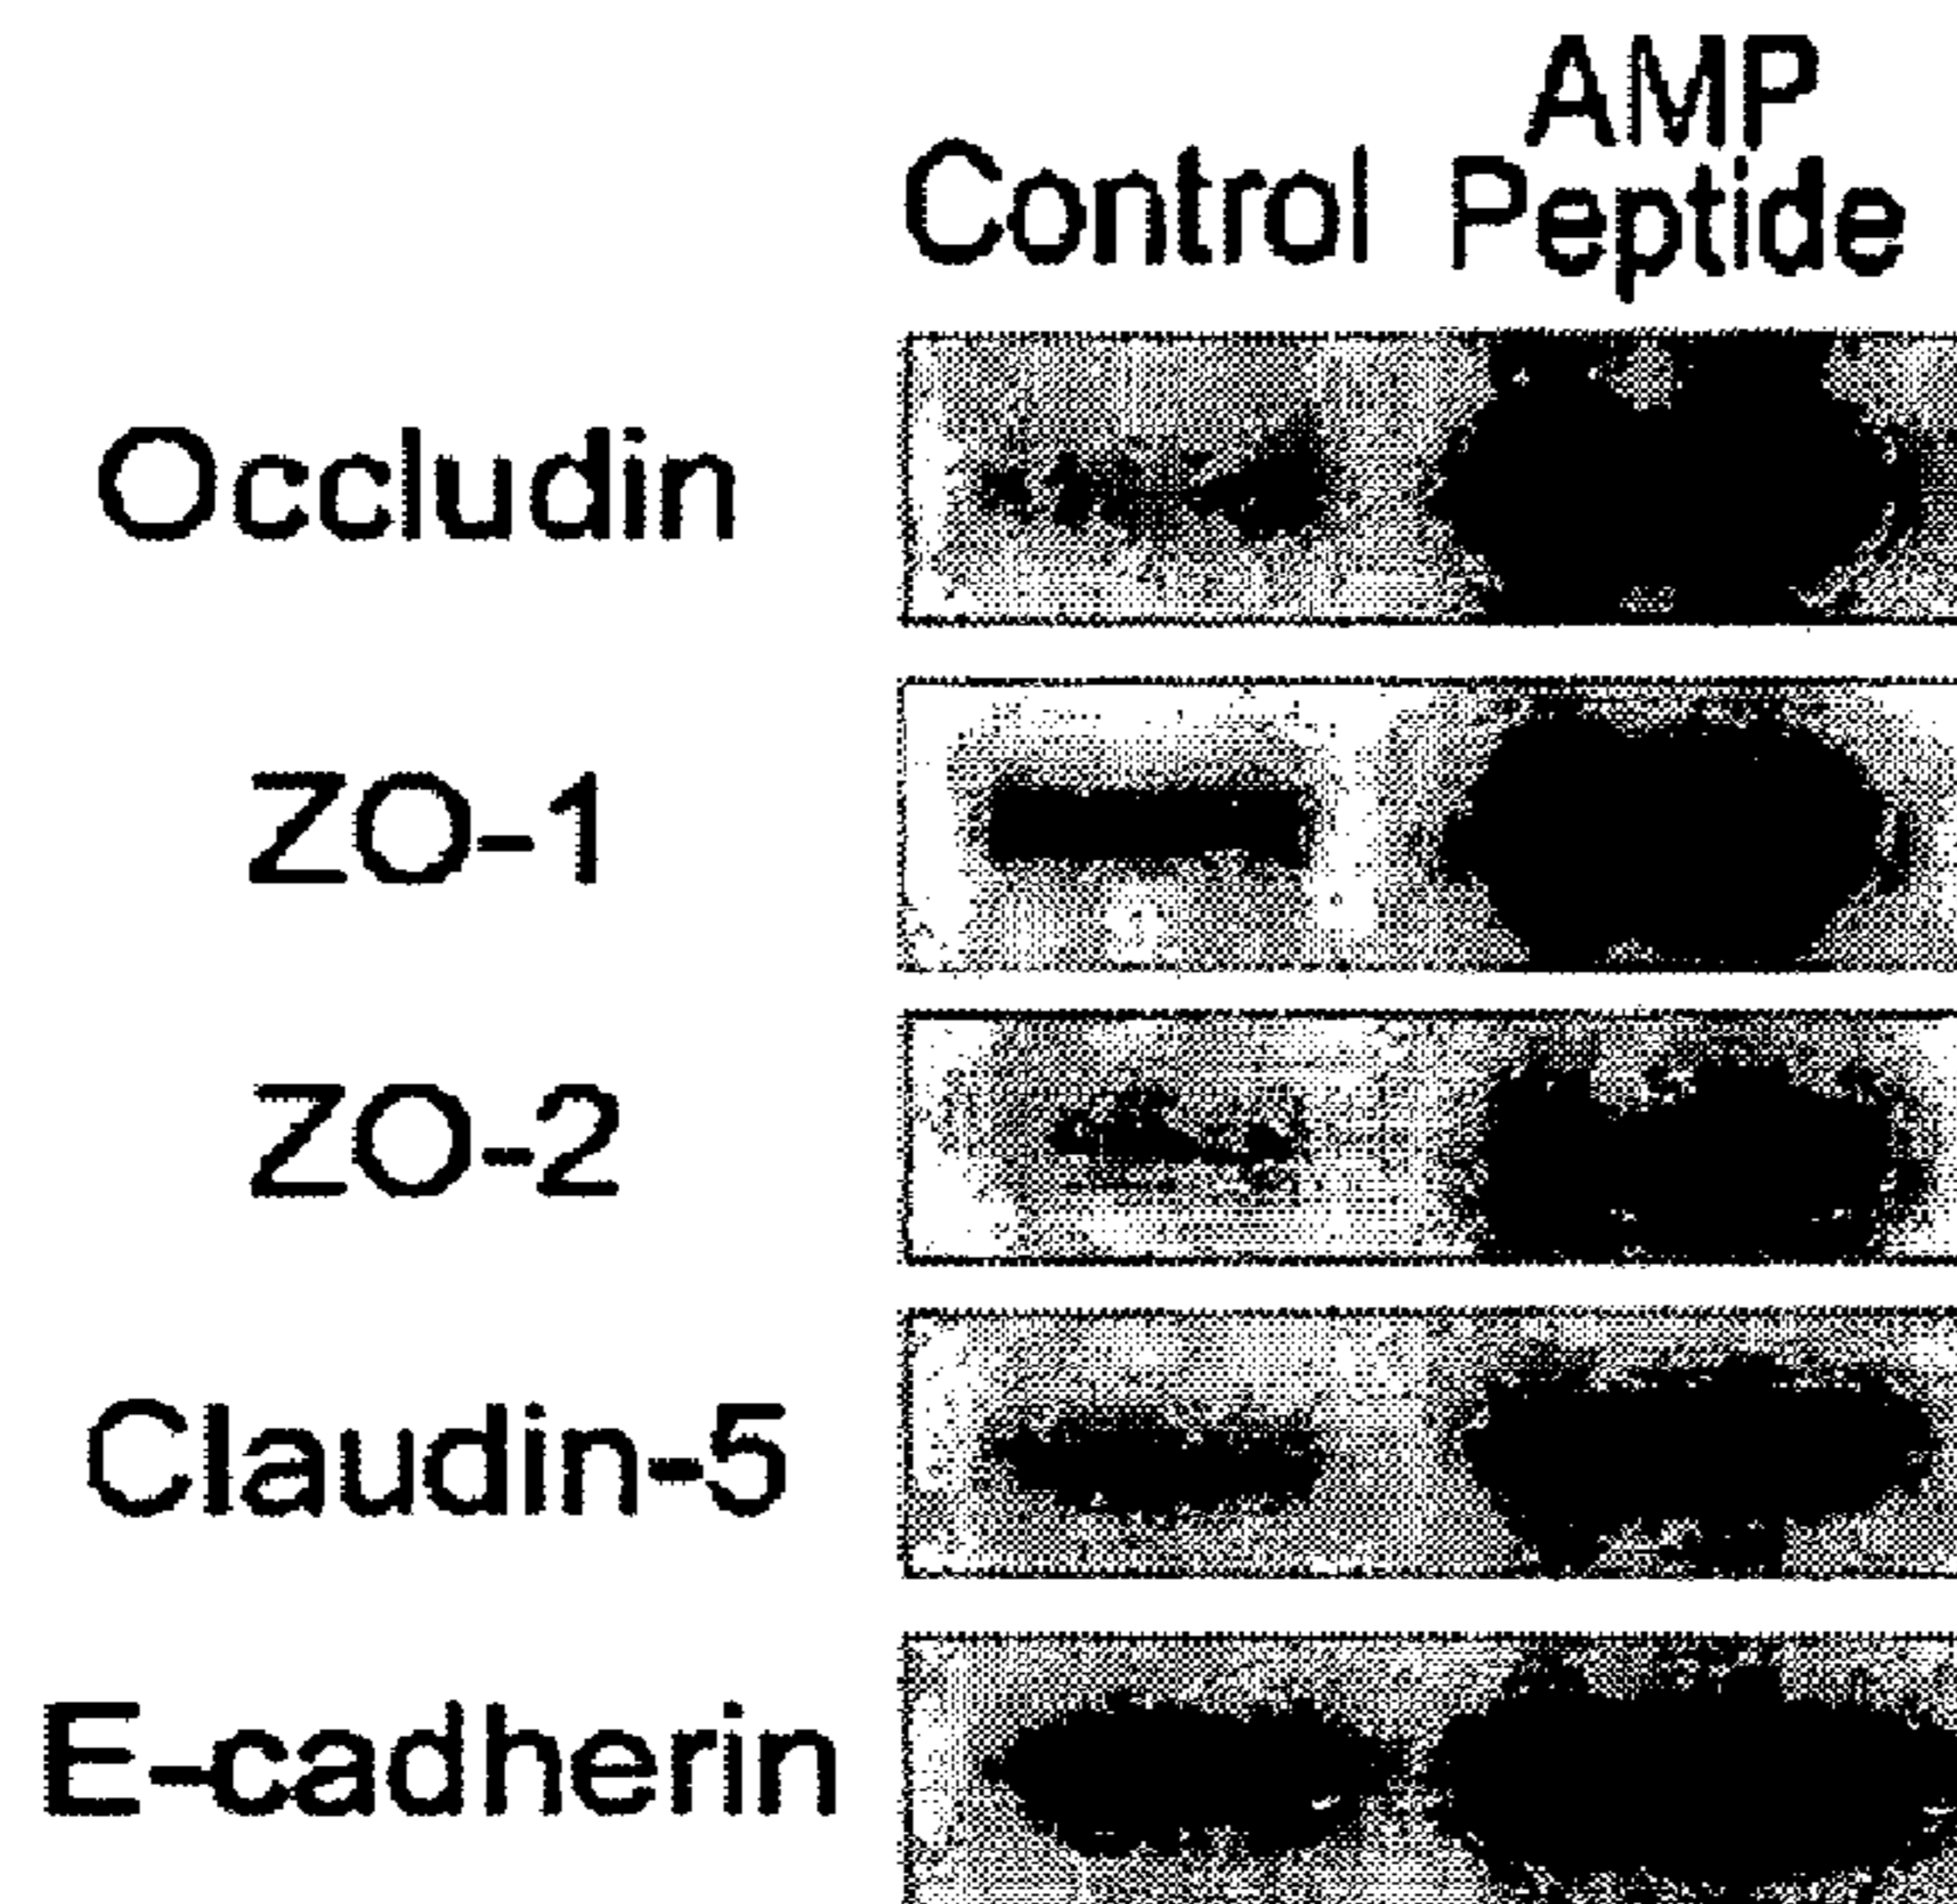 AMP
Control Peptide
Occludin
ZO-1
ZO-2
Claudin-5
E-cadherin